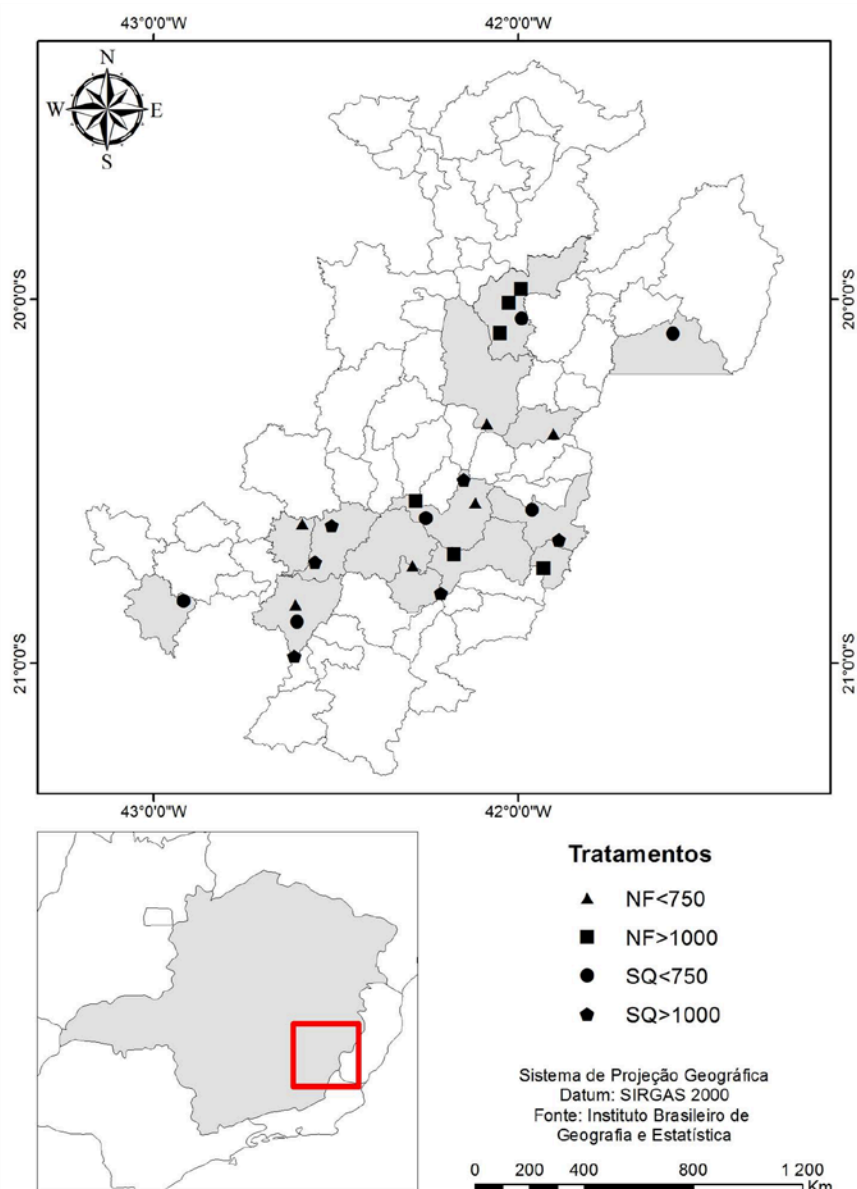 43°0'0"W 42°0'0"W
N
W E
S
20°0'0"S 20°0'0"S
21°0'0"S 21°0'0"S
43°0'0"W 42°0'0"W
Tratamentos
NF<750
NF>1000
SQ<750
SQ>1000
Sistema de Projeção Geográfica
Datum: SIRGAS 2000
Fonte: Instituto Brasileiro de
Geografia e Estatística
0 200 400 800 1 200
Km